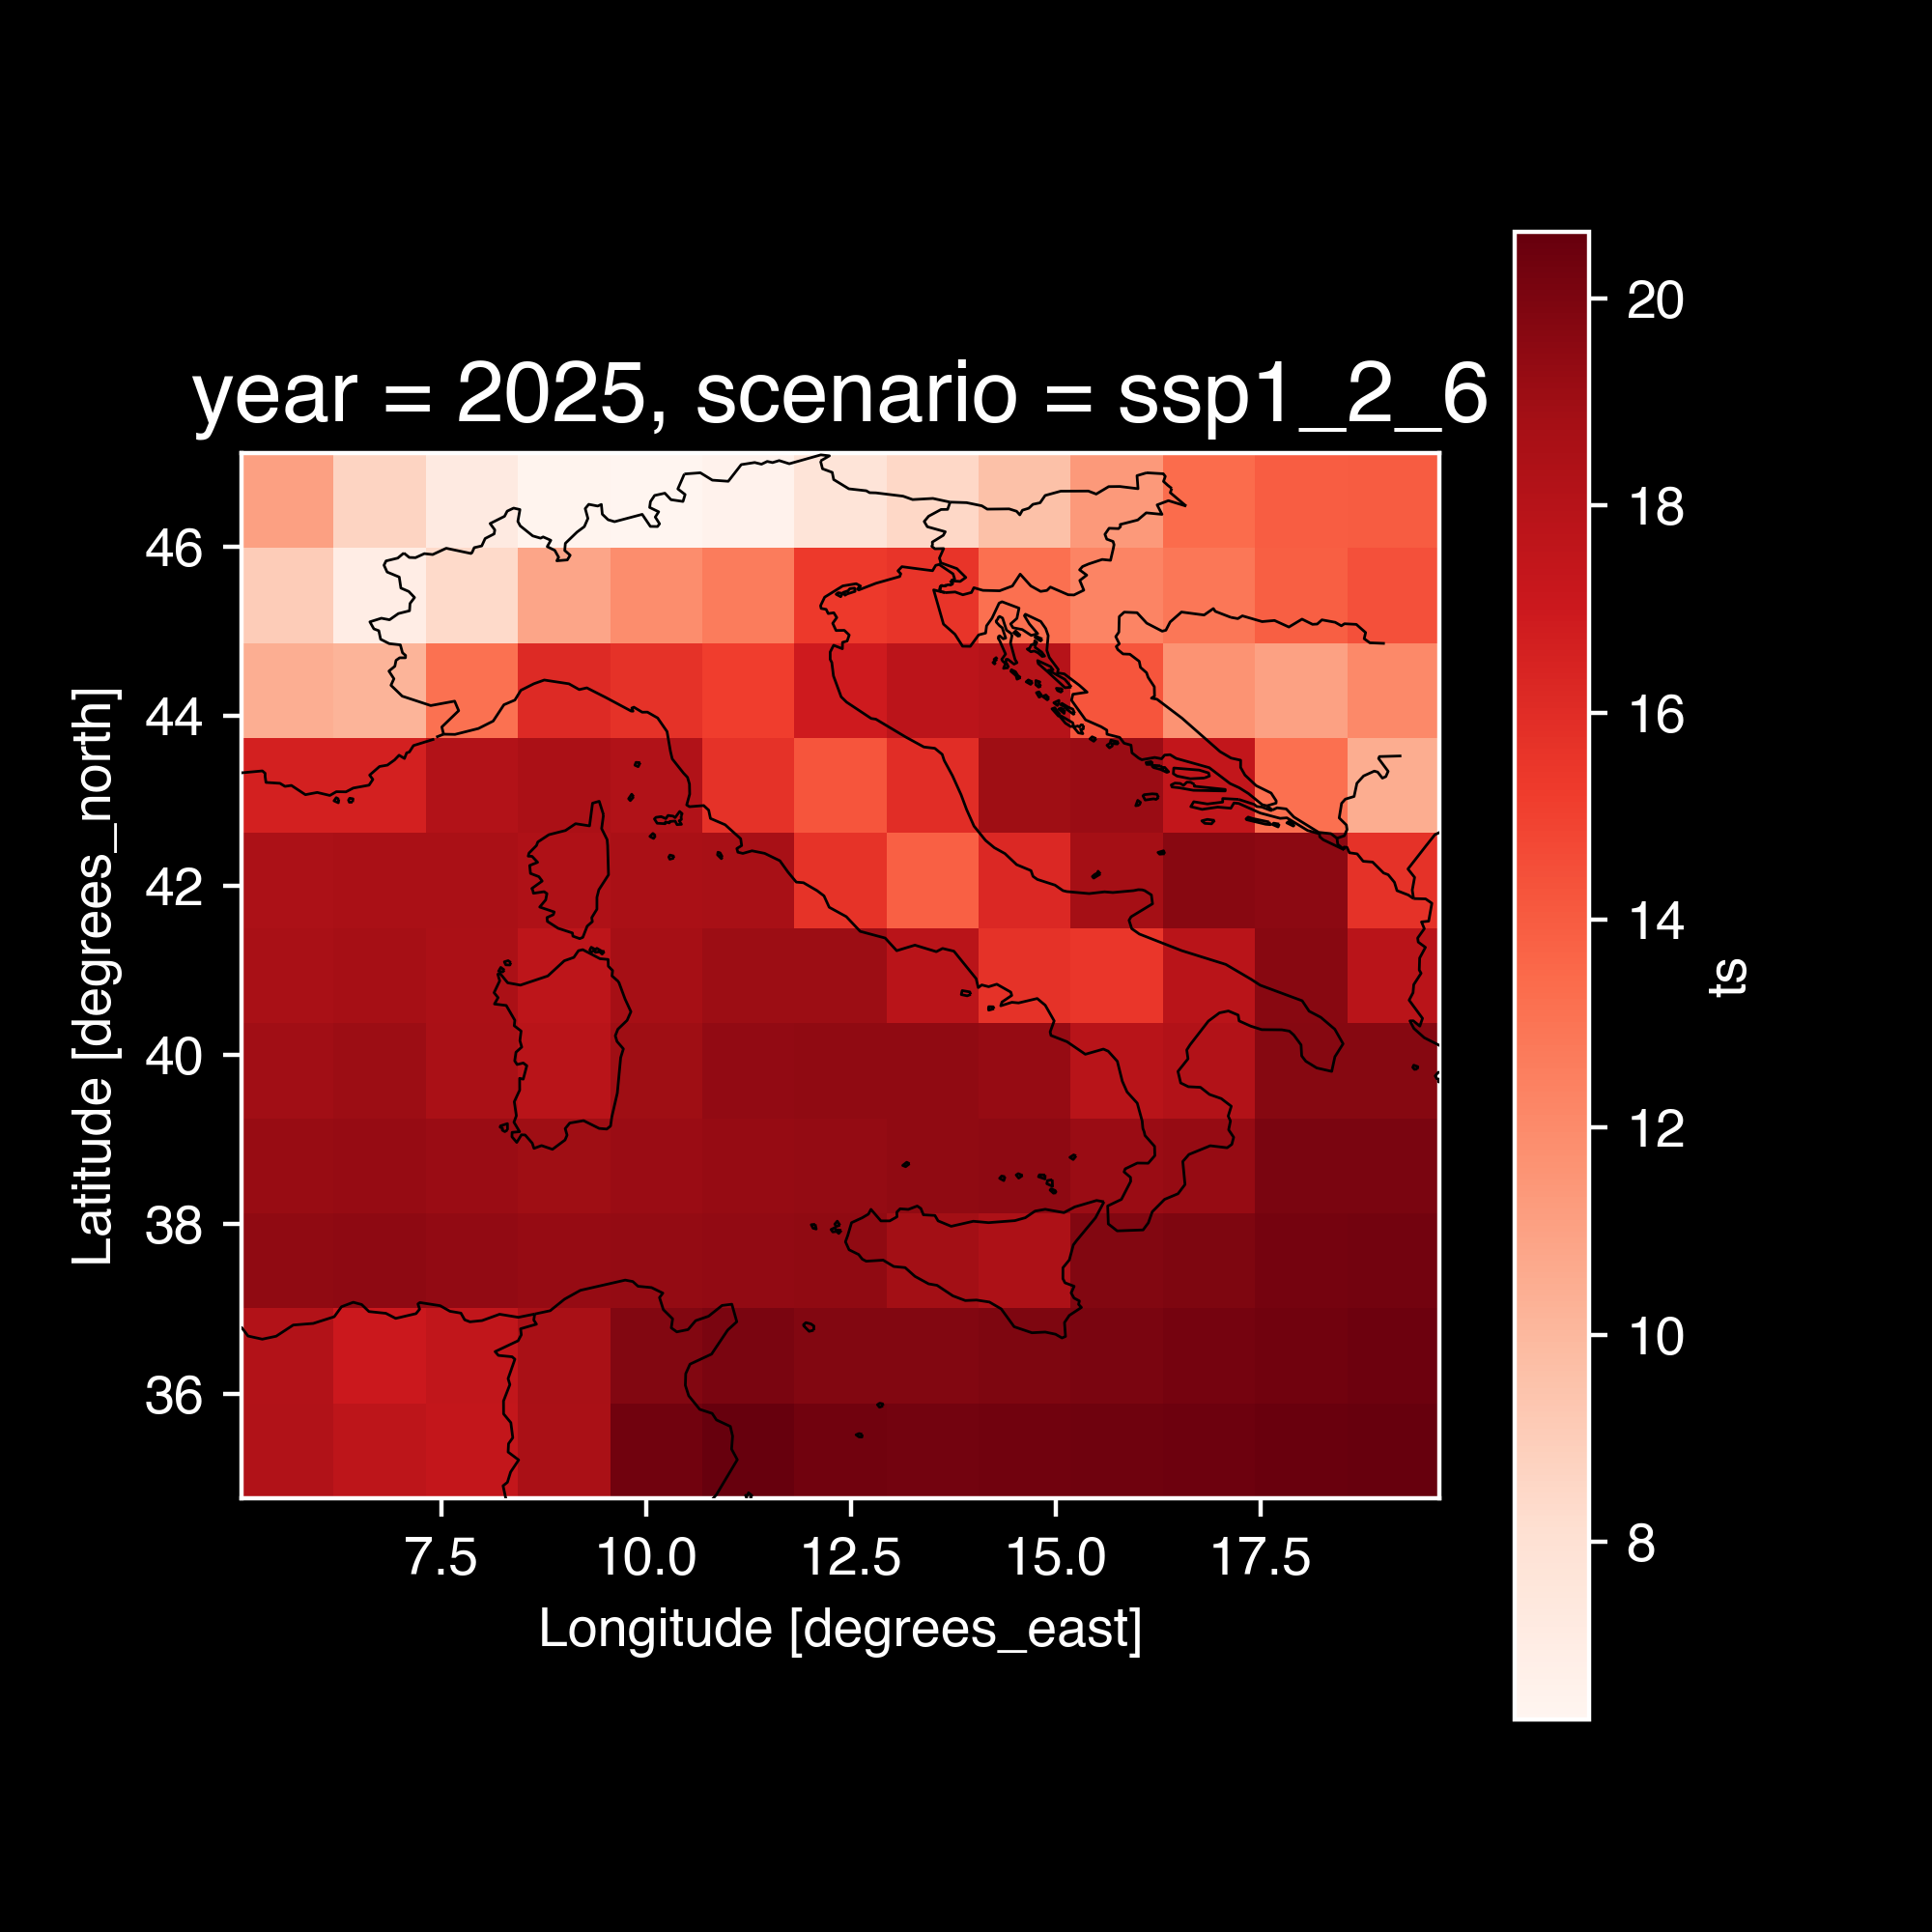 year = 2025, scenario = ssp1_2_6
20
18
16
14
12
10
8
ts
46
44
42
40
38
36
Latitude [degrees_north]
7.5 10.0 12.5 15.0 17.5
Longitude [degrees_east]